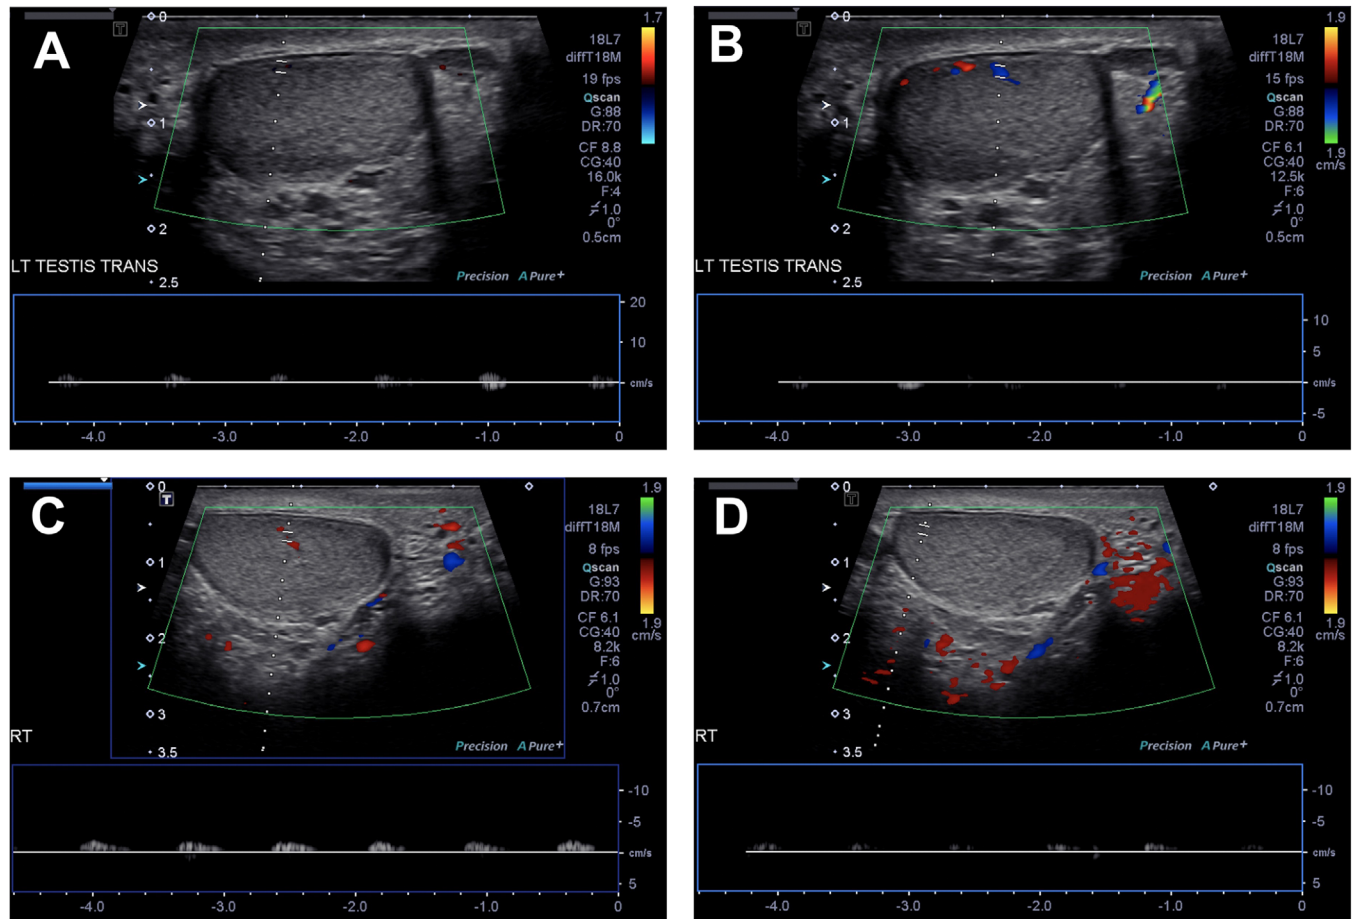 A
T
0
1
2
2.5
1.7
18L7
diffT18M
19 fps
Qscan
G:88
DR:70
CF 8.8
CG:40
16.0k
F:4
1.0
0°
0.5cm
LT TESTIS TRANS
Precision APure+
20
10
cm/s
-4.0 -3.0 -2.0 -1.0 0
B
T
0
1
2
2.5
1.9
18L7
diffT18M
15 fps
Qscan
G:88
DR:70
1.9
cm/s
CF 6.1
CG:40
12.5k
F:6
1.0
0°
0.5cm
LT TESTIS TRANS
Precision APure+
10
5
cm/s
-5
-4.0 -3.0 -2.0 -1.0 0
C
T
0
1
2
3
3.5
1.9
18L7
diffT18M
8 fps
Qscan
G:93
DR:70
1.9
cm/s
CF 6.1
CG:40
8.2k
F:6
1.0
0°
0.7cm
RT
Precision APure+
-10
-5
cm/s
5
-4.0 -3.0 -2.0 -1.0 0
D
T
0
1
2
3
3.5
1.9
18L7
diffT18M
8 fps
Qscan
G:93
DR:70
1.9
cm/s
CF 6.1
CG:40
8.2k
F:6
1.0
0°
0.7cm
RT
Precision APure+
-10
-5
cm/s
5
-4.0 -3.0 -2.0 -1.0 0